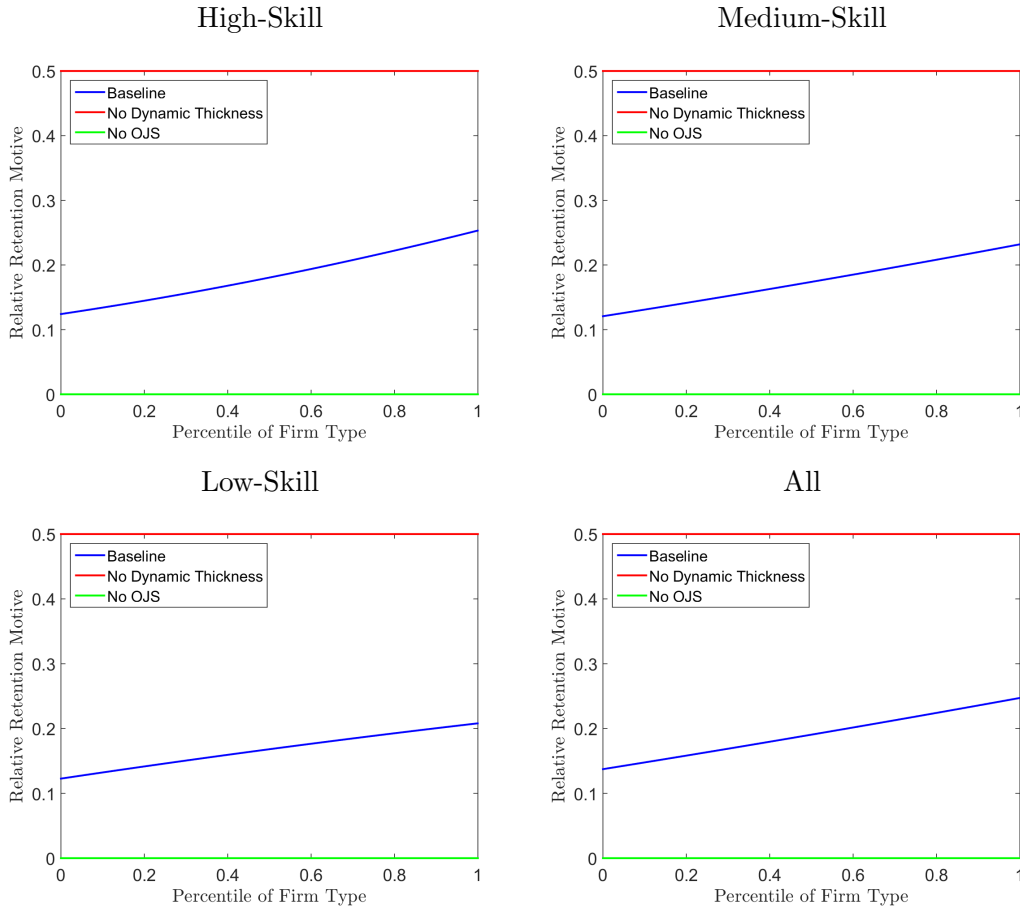 High-Skill
Relative Retention Motive
0.5
0.4
0.3
0.2
0.1
0
Baseline
No Dynamic Thickness
No OJS
0 0.2 0.4 0.6 0.8 1
Percentile of Firm Type
Medium-Skill
Relative Retention Motive
0.5
0.4
0.3
0.2
0.1
0
Baseline
No Dynamic Thickness
No OJS
0 0.2 0.4 0.6 0.8 1
Percentile of Firm Type
Low-Skill
Relative Retention Motive
0.5
0.4
0.3
0.2
0.1
0
Baseline
No Dynamic Thickness
No OJS
0 0.2 0.4 0.6 0.8 1
Percentile of Firm Type
All
Relative Retention Motive
0.5
0.4
0.3
0.2
0.1
0
Baseline
No Dynamic Thickness
No OJS
0 0.2 0.4 0.6 0.8 1
Percentile of Firm Type